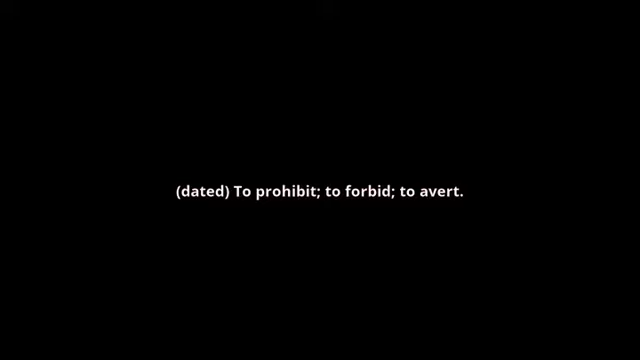 (dated) To prohibit; to forbid; to avert.